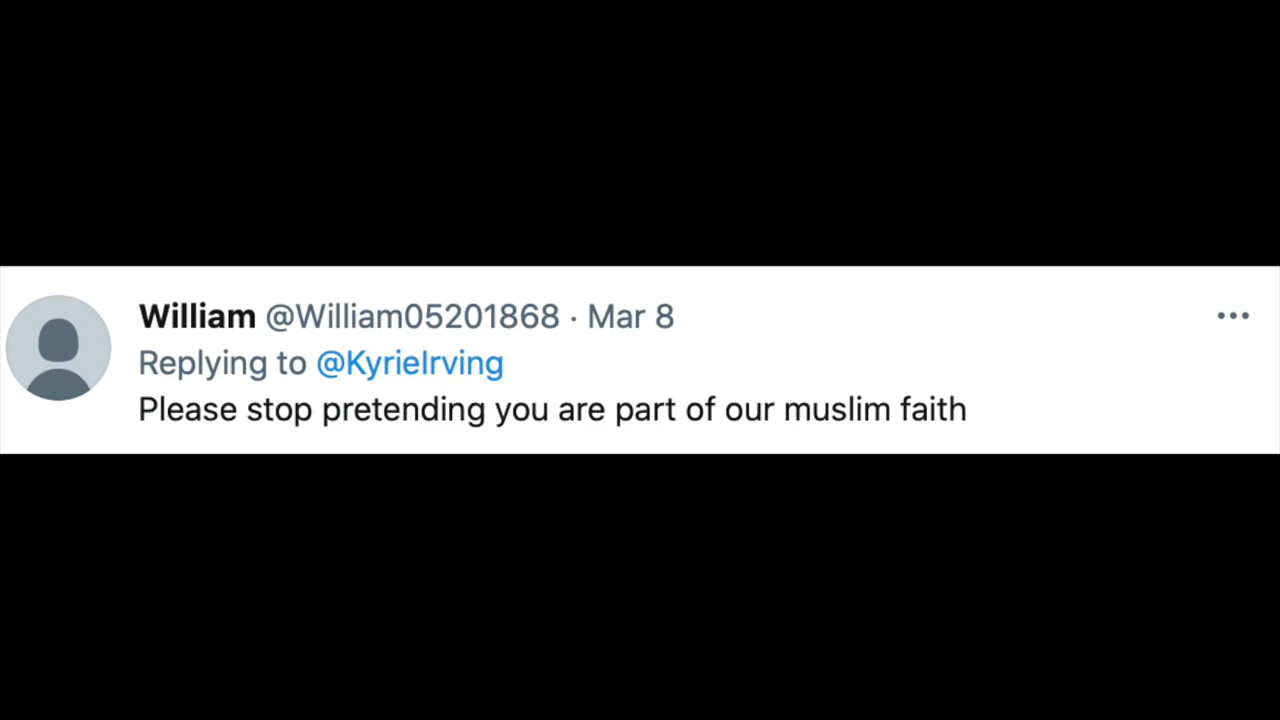 William @William05201868 · Mar 8
Replying to @KyrieIrving
Please stop pretending you are part of our muslim faith